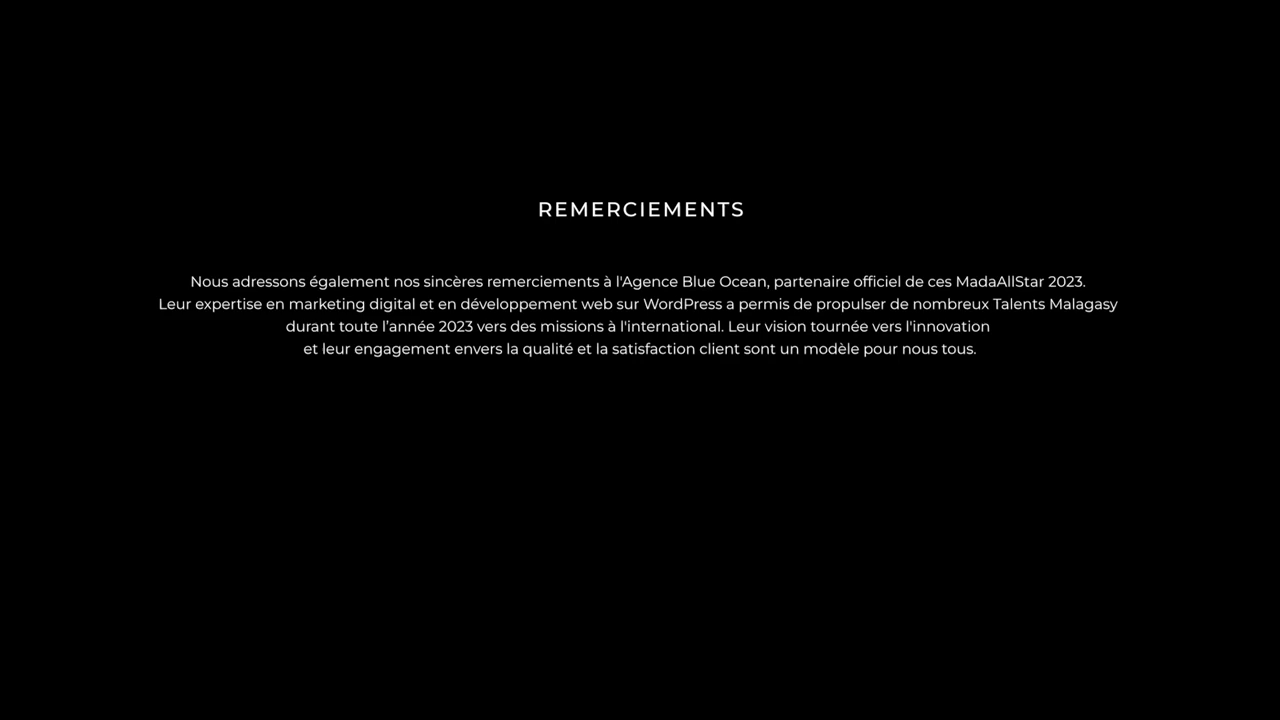 REMERCIEMENTS
Nous adressons également nos sincères remerciements à l'Agence Blue Ocean, partenaire officiel de ces MadaAllStar 2023.
Leur expertise en marketing digital et en développement web sur WordPress a permis de propulser de nombreux Talents Malagasy
durant toute l’année 2023 vers des missions à l'international. Leur vision tournée vers l'innovation
et leur engagement envers la qualité et la satisfaction client sont un modèle pour nous tous.